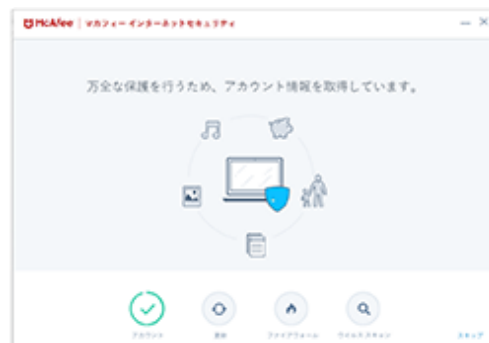 McAfee | マカフィー インターネットセキュリティ
万全な保護を行うため、アカウント情報を取得しています。
アカウント
更新
ファイアウォール
ウイルススキャン
スキップ